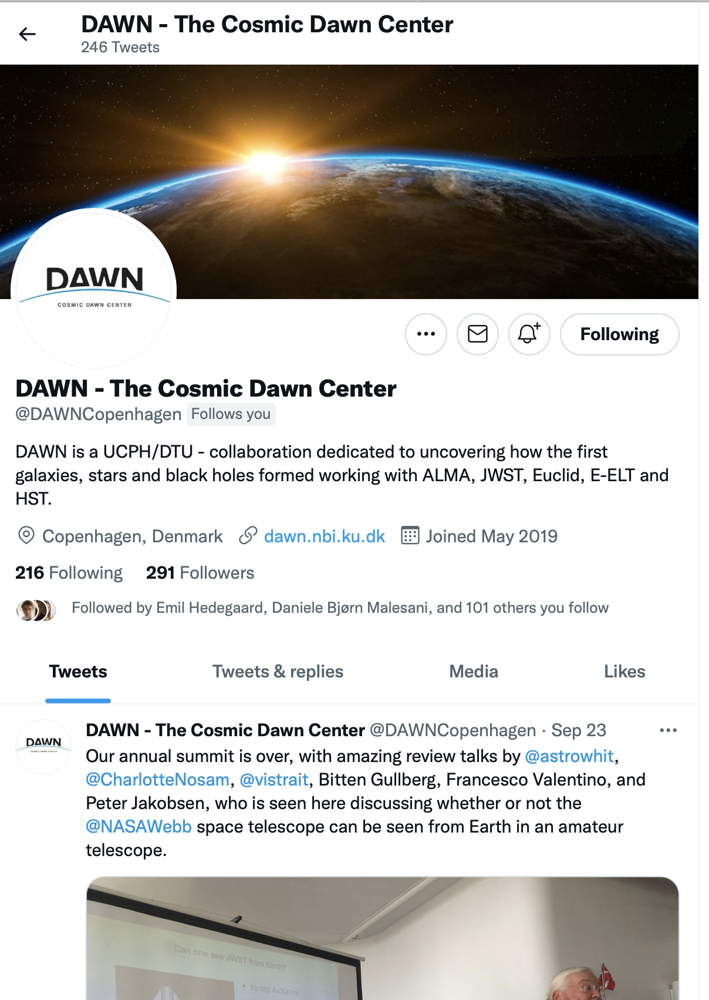 DAWN - The Cosmic Dawn Center
246 Tweets
DAWN
COSMIC DAWN CENTER
Following
DAWN - The Cosmic Dawn Center
@DAWNCopenhagen Follows you
DAWN is a UCPH/DTU - collaboration dedicated to uncovering how the first
galaxies, stars and black holes formed working with ALMA, JWST, Euclid, E-ELT and
HST.
Copenhagen, Denmark dawn.nbi.ku.dk Joined May 2019
216 Following 291 Followers
Followed by Emil Hedegaard, Daniele Bjørn Malesani, and 101 others you follow
Tweets Tweets & replies Media Likes
DAWN
COSMIC DAWN CENTER
DAWN - The Cosmic Dawn Center @DAWNCopenhagen · Sep 23
Our annual summit is over, with amazing review talks by @astrowhit,
@CharlotteNosam, @vistrait, Bitten Gullberg, Francesco Valentino, and
Peter Jakobsen, who is seen here discussing whether or not the
@NASAWebb space telescope can be seen from Earth in an amateur
telescope.
Can one see JWST from Earth?
• It's big! A=300 m²